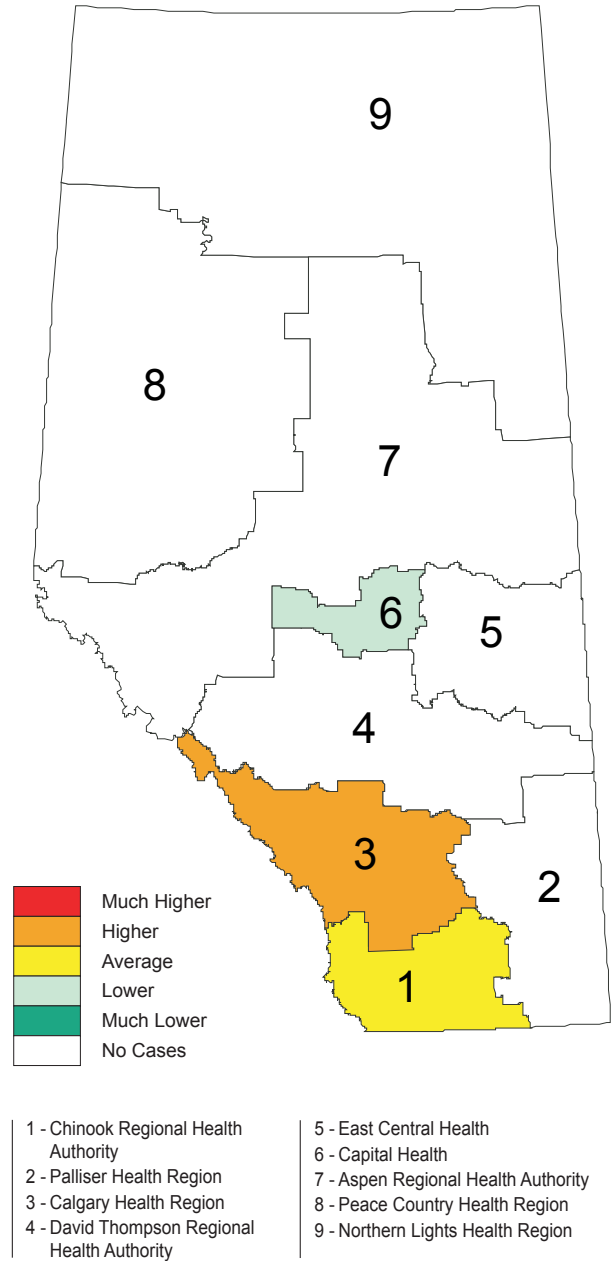 9
8
7
6
5
4
3
2
1
Much Higher
Higher
Average
Lower
Much Lower
No Cases
1 - Chinook Regional Health
Authority
2 - Palliser Health Region
3 - Calgary Health Region
4 - David Thompson Regional
Health Authority
5 - East Central Health
6 - Capital Health
7 - Aspen Regional Health Authority
8 - Peace Country Health Region
9 - Northern Lights Health Region